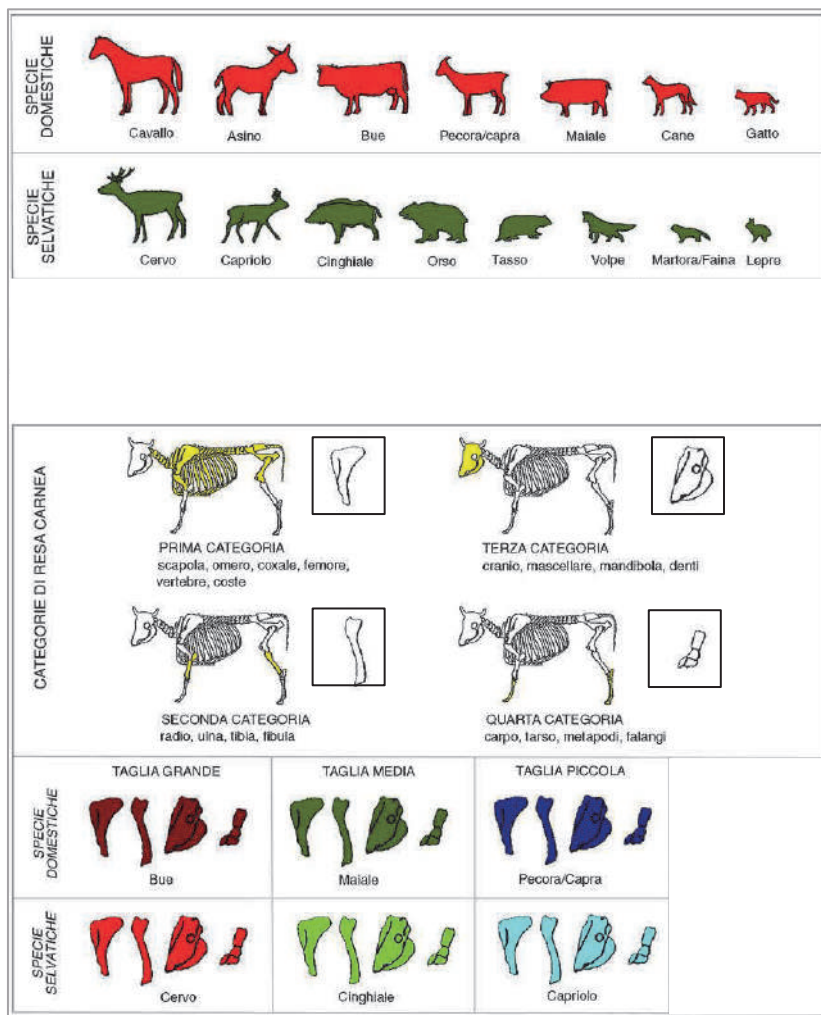 SPECIE
DOMESTICHE
Cavallo
Asino
Bue
Pecora/capra
Maiale
Cane
Gatto
SPECIE
SELVATICHE
Cervo
Capriolo
Cinghiale
Orso
Tasso
Volpe
Martora/Faina
Lepre
CATEGORIE DI RESA CARNEA
PRIMA CATEGORIA
scapola, omero, coxale, femore,
vertebre, coste
TERZA CATEGORIA
cranio, mascellare, mandibola, denti
SECONDA CATEGORIA
radio, ulna, tibia, fibula
QUARTA CATEGORIA
carpo, tarso, metapodi, falangi
TAGLIA GRANDE
TAGLIA MEDIA
TAGLIA PICCOLA
SPECIE
DOMESTICHE
Bue
Maiale
Pecora/Capra
SPECIE
SELVATICHE
Cervo
Cinghiale
Capriolo